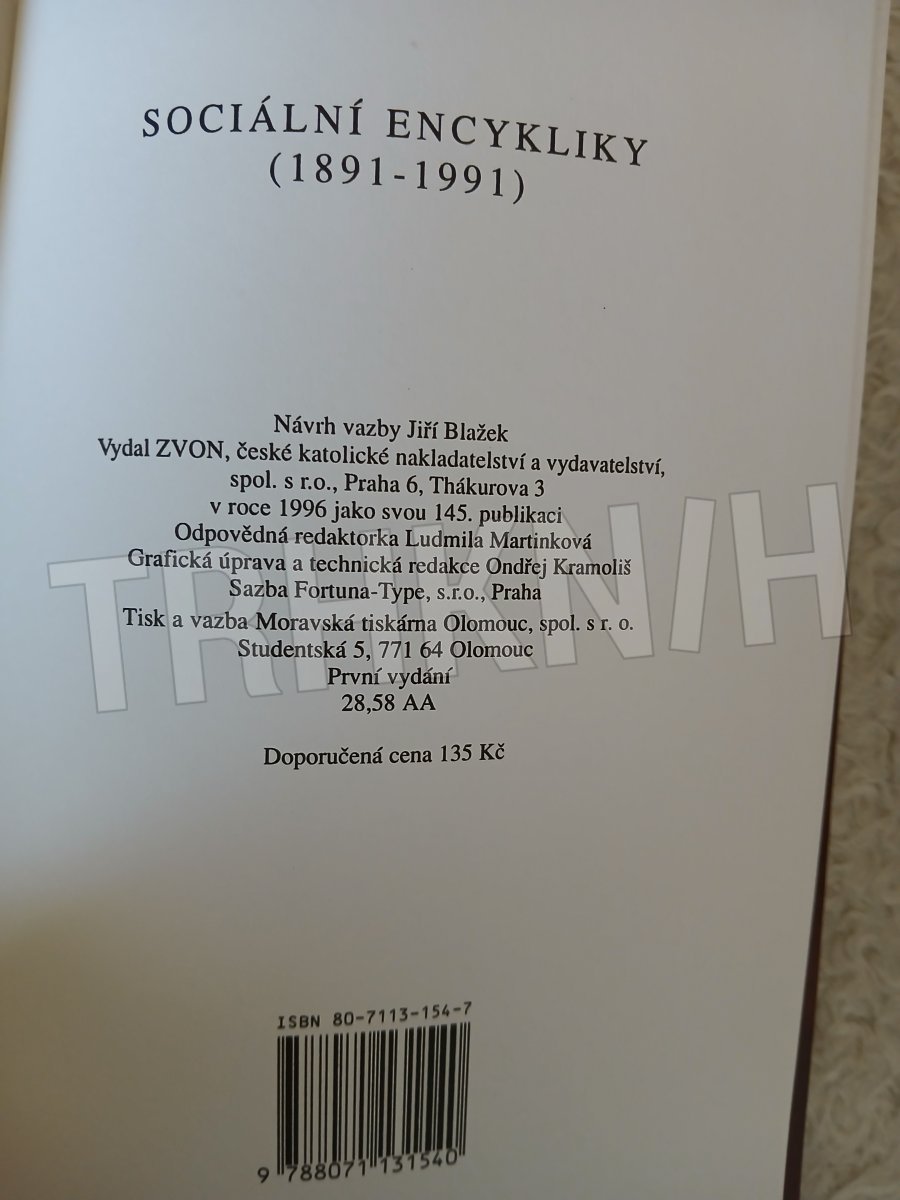 SOCIÁLNÍ ENCYKLIKY
(1891-1991)
Návrh vazby Jiří Blažek
Vydal ZVON, české katolické nakladatelství a vydavatelství,
spol. s r.o., Praha 6, Thákurova 3
v roce 1996 jako svou 145. publikaci
Odpovědná redaktorka Ludmila Martinková
Grafická úprava a technická redakce Ondřej Kramoliš
Sazba Fortuna-Type, s.r.o., Praha
Tisk a vazba Moravská tiskárna Olomouc, spol. s r. o.
Studentská 5, 771 64 Olomouc
První vydání
28,58 AA
Doporučená cena 135 Kč
TRHKNIH
ISBN 80-7113-154-7
9 788071 131540